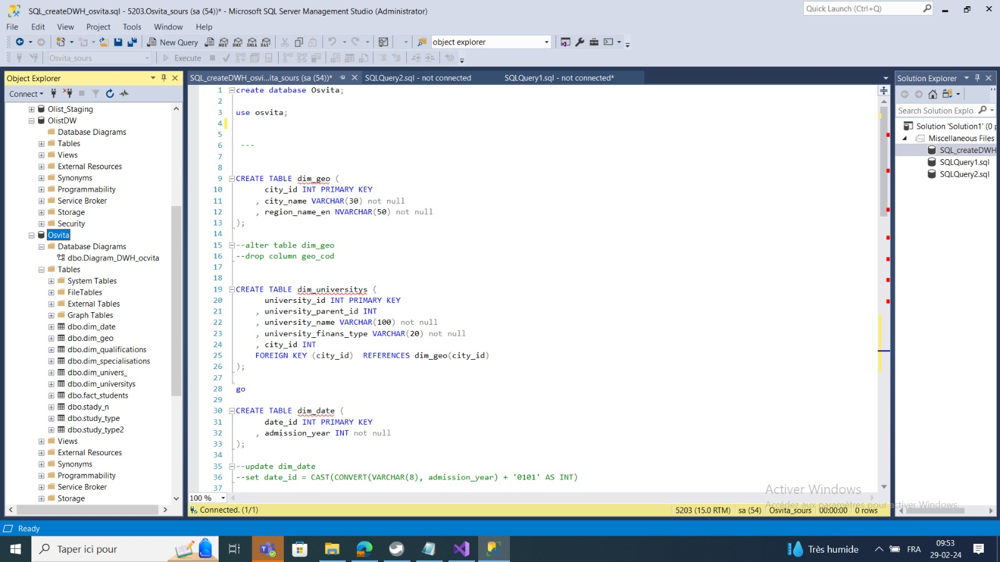 SQL_createDWH_osvita.sql - 5203.Osvita_sours (sa (54))* - Microsoft SQL Server Management Studio (Administrator)
Quick Launch (Ctrl+Q)
File Edit View Project Tools Window Help
New Query
MDX DMX XMLA DAX
object explorer
Osvita_sours
Execute
Object Explorer
Connect
Olist_Staging
OlistDW
Database Diagrams
Tables
Views
External Resources
Synonyms
Programmability
Service Broker
Storage
Security
Osvita
Database Diagrams
dbo.Diagram_DWH_ocvita
Tables
System Tables
FileTables
External Tables
Graph Tables
dbo.dim_date
dbo.dim_geo
dbo.dim_qualifications
dbo.dim_specialisations
dbo.dim_univers_
dbo.dim_universitys
dbo.fact_students
dbo.stady_n
dbo.study_type
dbo.study_type2
Views
External Resources
Synonyms
Programmability
Service Broker
Storage
SQL_createDWH_osvi...ita_sours (sa (54))* SQLQuery2.sql - not connected SQLQuery1.sql - not connected*
1 create database Osvita;
2
3 use osvita;
4
5
6 ---
7
8
9 CREATE TABLE dim_geo (
10 city_id INT PRIMARY KEY
11 , city_name VARCHAR(30) not null
12 , region_name_en NVARCHAR(50) not null
13 );
14
15 --alter table dim_geo
16 --drop column geo_cod
17
18
19 CREATE TABLE dim_universitys (
20 university_id INT PRIMARY KEY
21 , university_parent_id INT
22 , university_name VARCHAR(100) not null
23 , university_finans_type VARCHAR(20) not null
24 , city_id INT
25 FOREIGN KEY (city_id) REFERENCES dim_geo(city_id)
26 );
27
28 go
29
30 CREATE TABLE dim_date (
31 date_id INT PRIMARY KEY
32 , admission_year INT not null
33 );
34
35 --update dim_date
36 --set date_id = CAST(CONVERT(VARCHAR(8), admission_year) + '0101' AS INT)
37
100 %
Connected. (1/1)
5203 (15.0 RTM) sa (54) Osvita_sours 00:00:00 0 rows
Solution Explorer
Search Solution Explo
Solution 'Solution1' (0 p
Miscellaneous Files
SQL_createDWH
SQLQuery1.sql
SQLQuery2.sql
Activer Windows
Accédez aux paramètres pour activer Windows.
Ready
Taper ici pour
Très humide
FRA
09:53
29-02-24